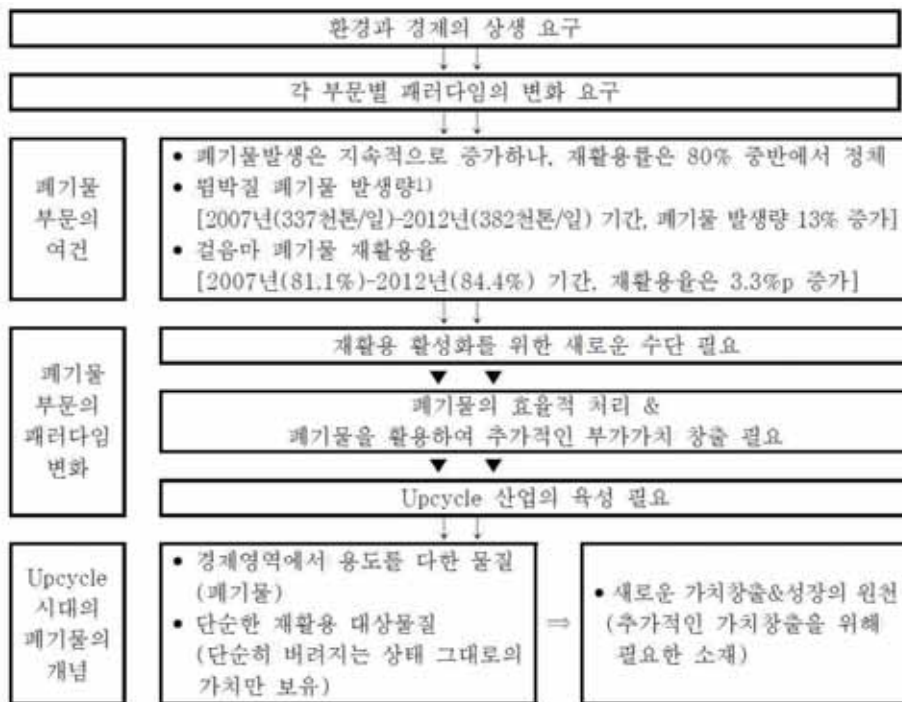 환경과 경제의 상생 요구
각 부문별 패러다임의 변화 요구
폐기물
부문의
여건
• 폐기물발생은 지속적으로 증가하나, 재활용률은 80% 중반에서 정체
• 뜀박질 폐기물 발생량1)
[2007년(337천톤/일)-2012년(382천톤/일) 기간, 폐기물 발생량 13% 증가]
• 걸음마 폐기물 재활용율
[2007년(81.1%)-2012년(84.4%) 기간, 재활용율은 3.3%p 증가]
폐기물
부문의
패러다임
변화
재활용 활성화를 위한 새로운 수단 필요
폐기물의 효율적 처리 &
폐기물을 활용하여 추가적인 부가가치 창출 필요
Upcycle 산업의 육성 필요
Upcycle
시대의
폐기물의
개념
• 경제영역에서 용도를 다한 물질
(폐기물)
• 단순한 재활용 대상물질
(단순히 버려지는 상태 그대로의
가치만 보유)
⇒
• 새로운 가치창출&성장의 원천
(추가적인 가치창출을 위해
필요한 소재)